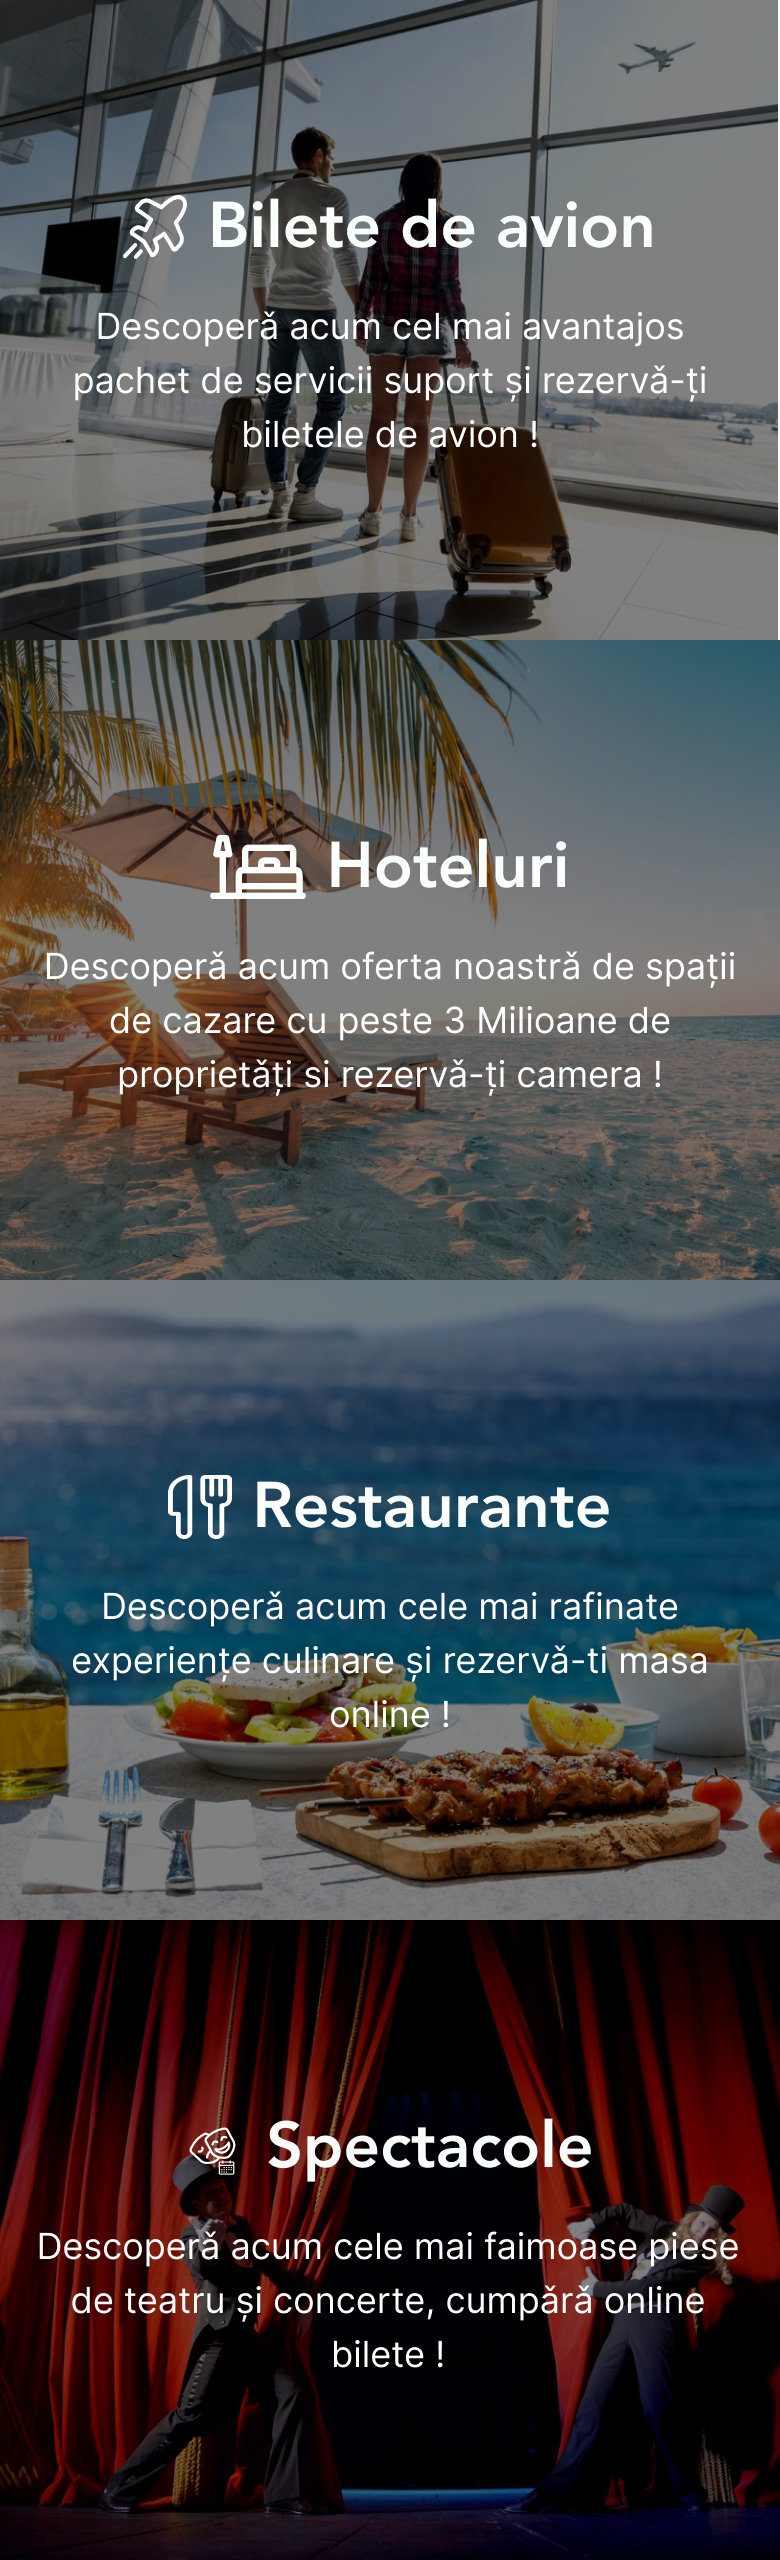 Bilete de avion
Descoperă acum cel mai avantajos
pachet de servicii suport și rezervă-ți
biletele de avion !
Hoteluri
Descoperă acum oferta noastră de spații
de cazare cu peste 3 Milioane de
proprietăți si rezervă-ți camera !
Restaurante
Descoperă acum cele mai rafinate
experiențe culinare și rezervă-ti masa
online !
Spectacole
Descoperă acum cele mai faimoase piese
de teatru și concerte, cumpără online
bilete !